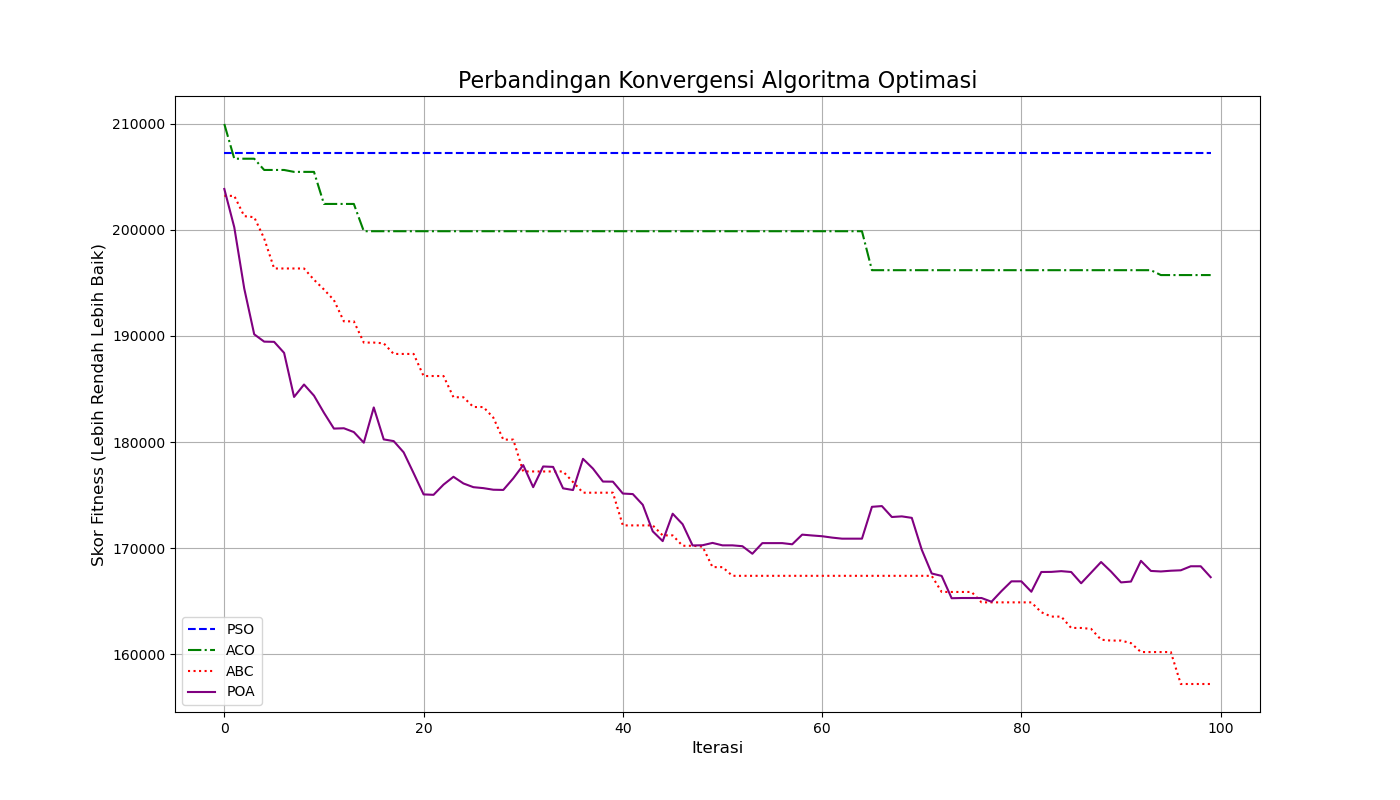 Perbandingan Konvergensi Algoritma Optimasi
Skor Fitness (Lebih Rendah Lebih Baik)
210000
200000
190000
180000
170000
160000
PSO
ACO
ABC
POA
0 20 40 60 80 100
Iterasi